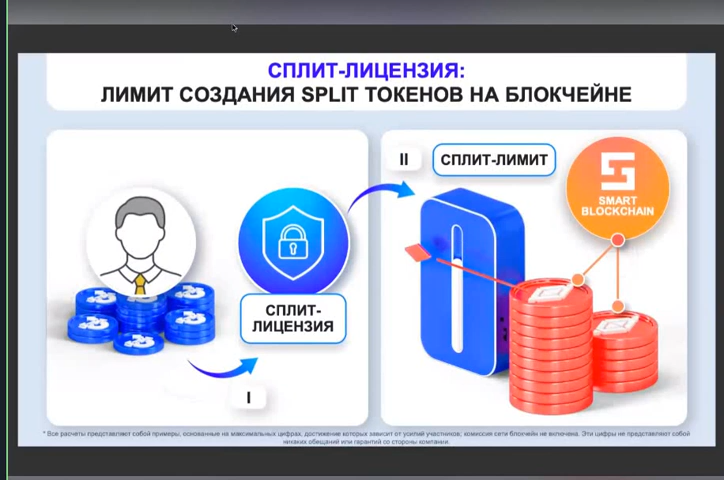 СПЛИТ-ЛИЦЕНЗИЯ:
ЛИМИТ СОЗДАНИЯ SPLIT ТОКЕНОВ НА БЛОКЧЕЙНЕ
II
СПЛИТ-ЛИМИТ
SMART
BLOCKCHAIN
СПЛИТ-
ЛИЦЕНЗИЯ
I
* Все расчеты представляют собой примеры, основанные на максимальных цифрах, достижение которых зависит от усилий участников, комиссия сети блокчейн не включена. Эти цифры не представляют собой
никаких обещаний или гарантий со стороны компании.